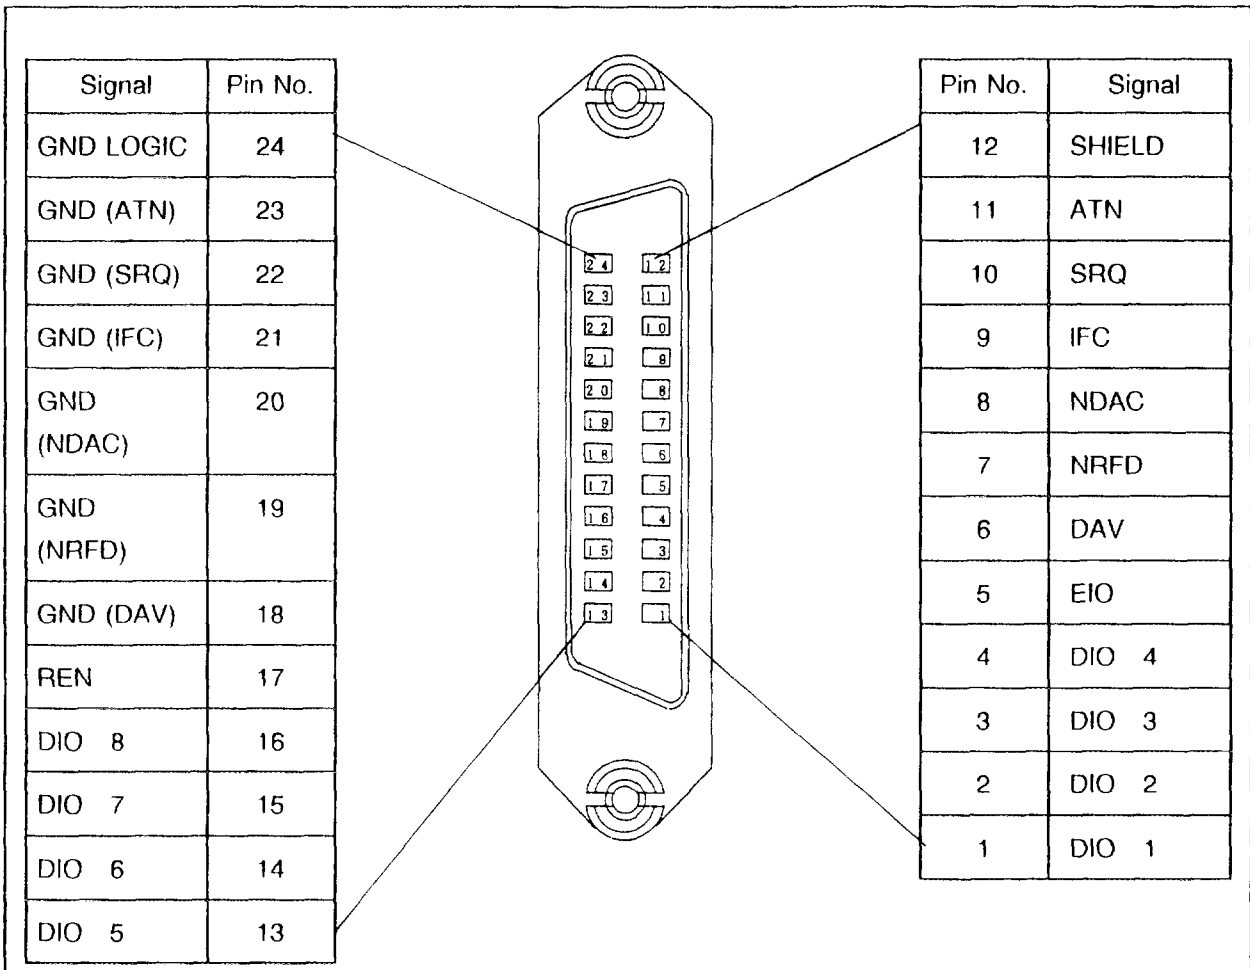 Signal Pin No.
GND LOGIC 24
GND (ATN) 23
GND (SRQ) 22
GND (IFC) 21
GND 20
(NDAC)
GND 19
(NRFD)
GND (DAV) 18
REN 17
DIO 8 16
DIO 7 15
DIO 6 14
DIO 5 13
24 12
23 11
22 10
21 9
20 8
19 7
18 6
17 5
16 4
15 3
14 2
13 1
Pin No. Signal
12 SHIELD
11 ATN
10 SRQ
9 IFC
8 NDAC
7 NRFD
6 DAV
5 EIO
4 DIO 4
3 DIO 3
2 DIO 2
1 DIO 1